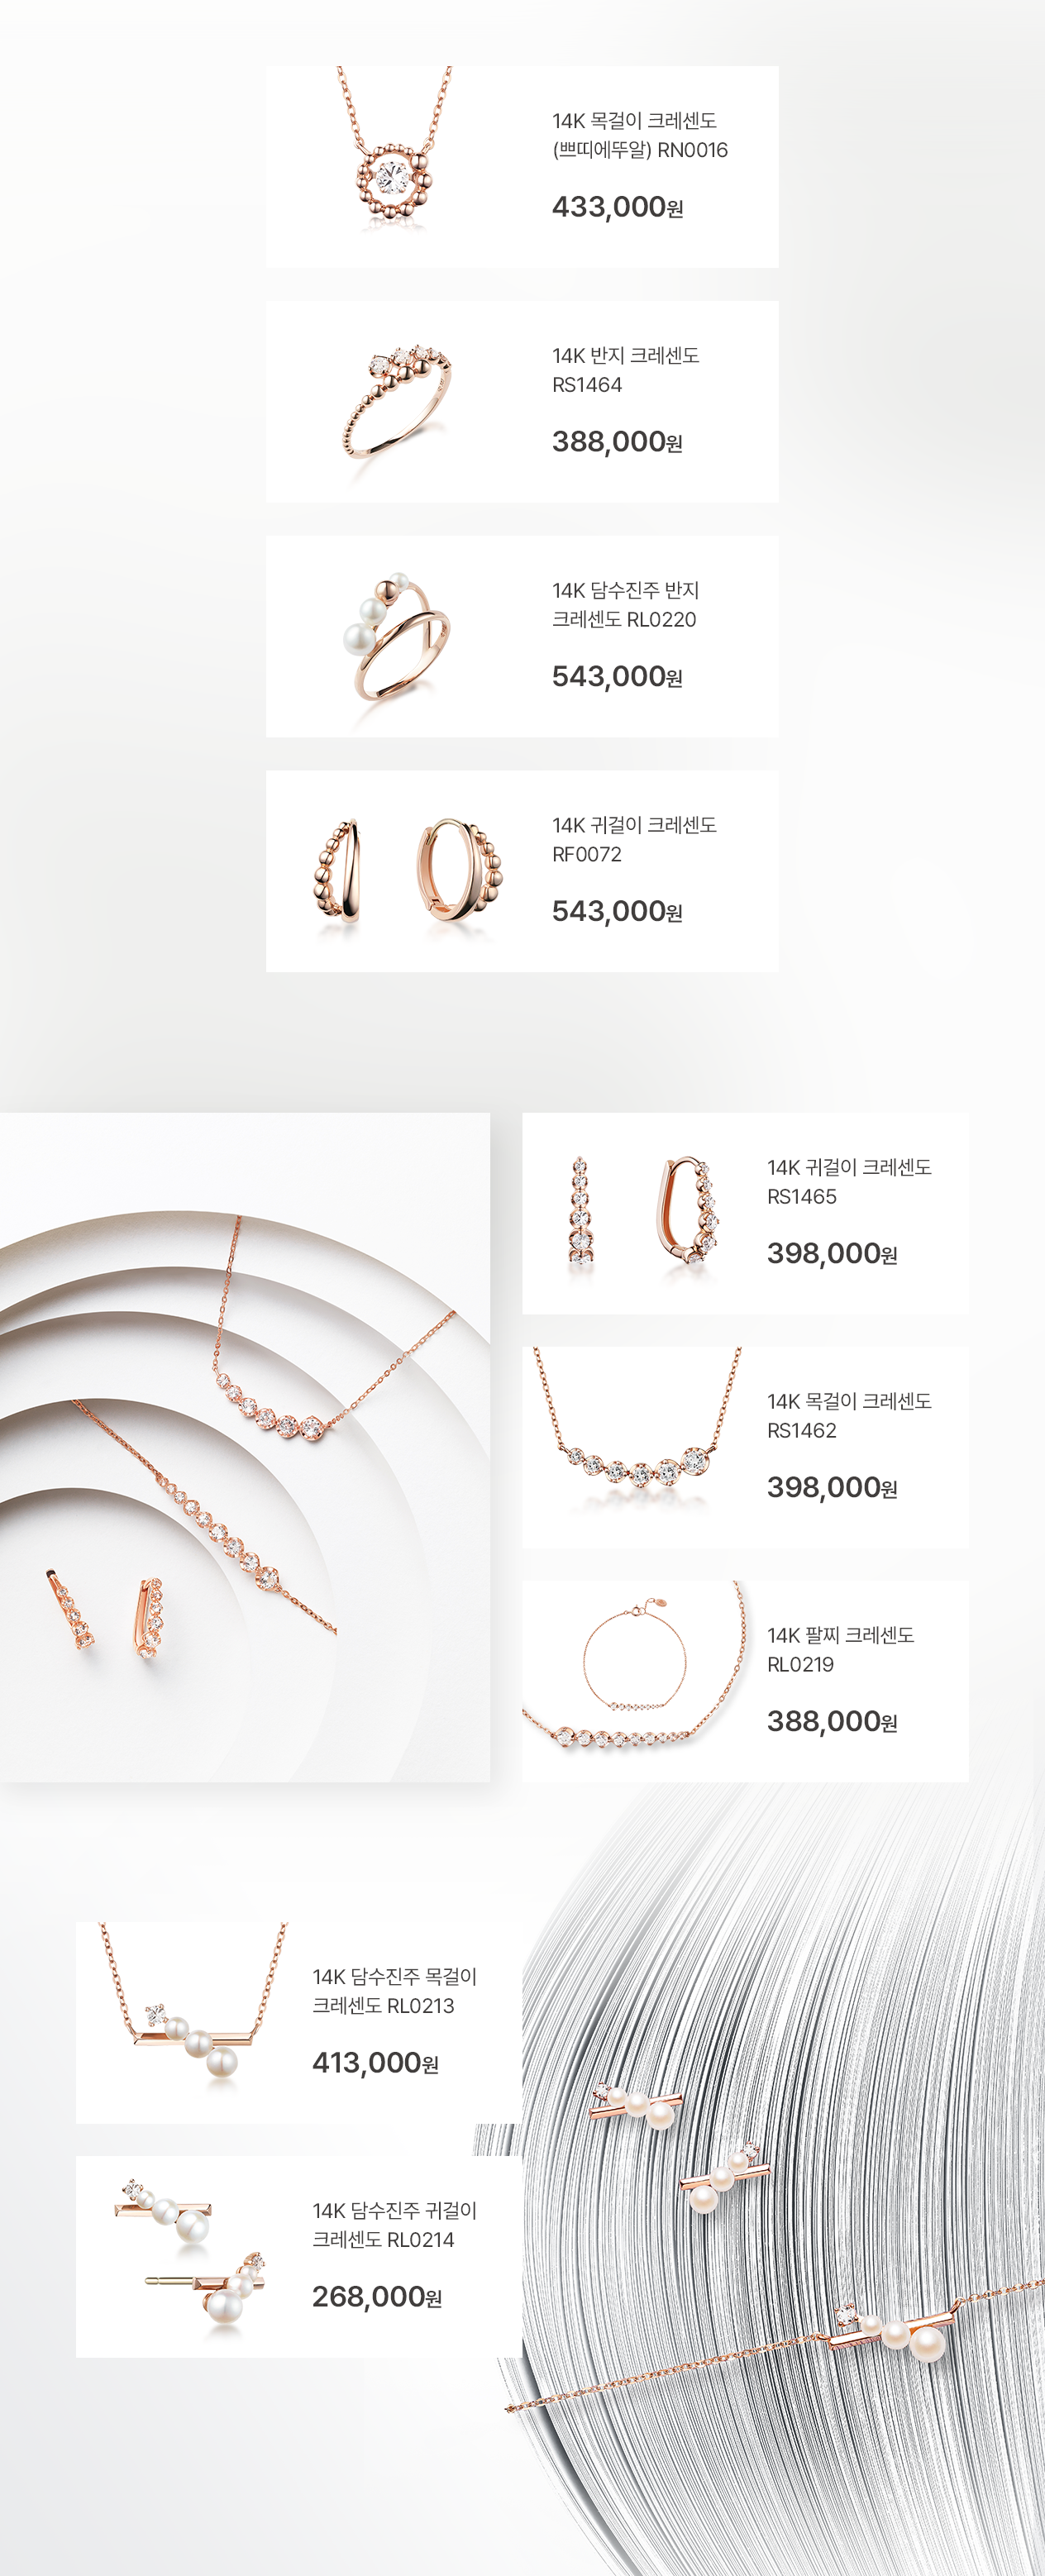 14K 목걸이 크레센도
(쁘띠에뚜알) RN0016
433,000원
14K 반지 크레센도
RS1464
388,000원
14K 담수진주 반지
크레센도 RL0220
543,000원
14K 귀걸이 크레센도
RF0072
543,000원
14K 귀걸이 크레센도
RS1465
398,000원
14K 목걸이 크레센도
RS1462
398,000원
14K 팔찌 크레센도
RL0219
388,000원
14K 담수진주 목걸이
크레센도 RL0213
413,000원
14K 담수진주 귀걸이
크레센도 RL0214
268,000원